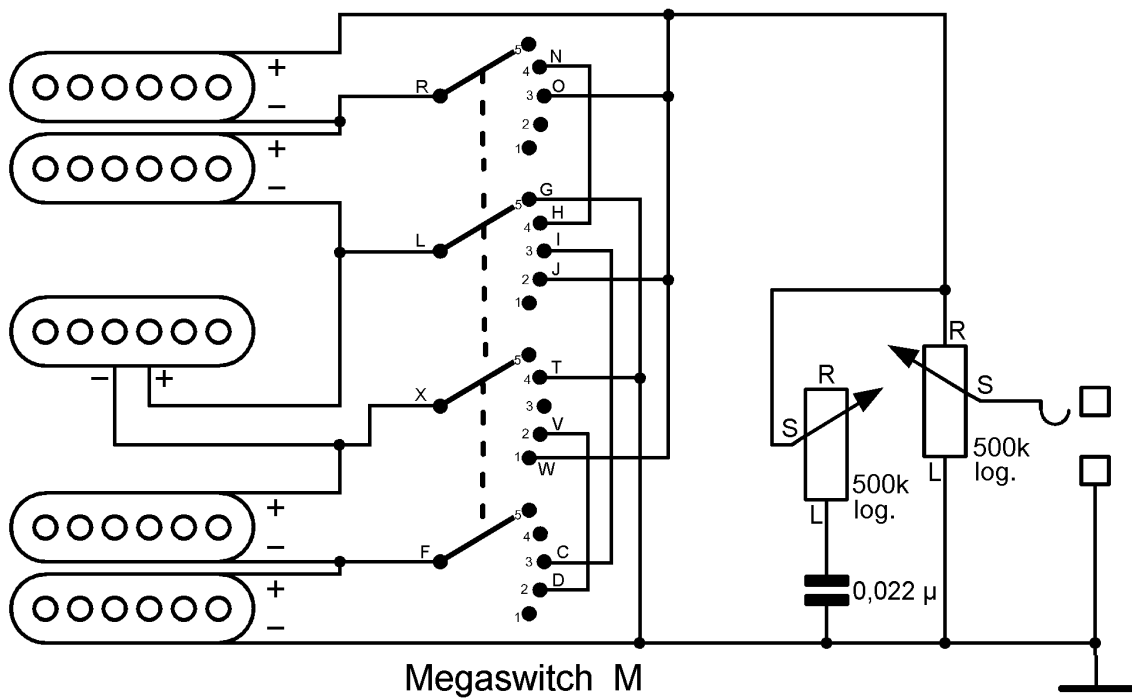 +
−
+
−
− +
+
−
+
−
R
5
4
3
2
1
N
O
L
5
4
3
2
1
G
H
I
J
X
5
4
3
2
1
T
V
W
F
5
4
3
2
1
C
D
R
S
L
500k
log.
R
S
L
500k
log.
0,022 µ
Megaswitch M